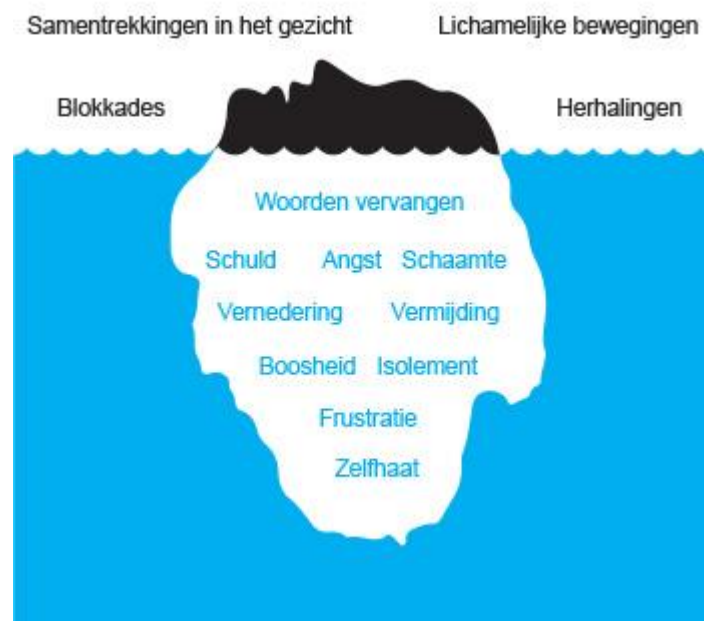 Samentrekkingen in het gezicht Lichamelijke bewegingen
Blokkades Herhalingen
Woorden vervangen
Schuld Angst Schaamte
Vernedering Vermijding
Boosheid Isolement
Frustratie
Zelfhaat